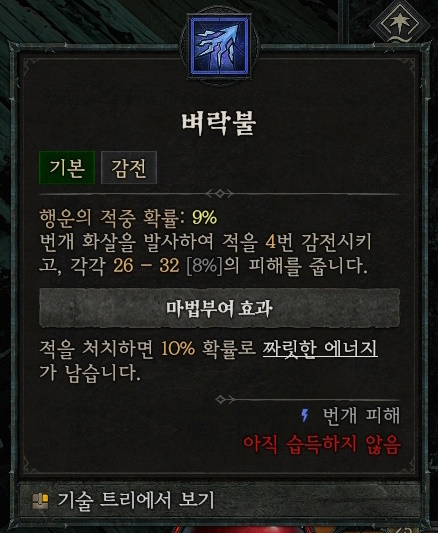 벼락불
기본 감전
행운의 적중 확률: 9%
번개 화살을 발사하여 적을 4번 감전시키
고, 각각 26 – 32 [8%]의 피해를 줍니다.
마법부여 효과
적을 처치하면 10% 확률로 짜릿한 에너지
가 남습니다.
번개 피해
아직 습득하지 않음
기술 트리에서 보기